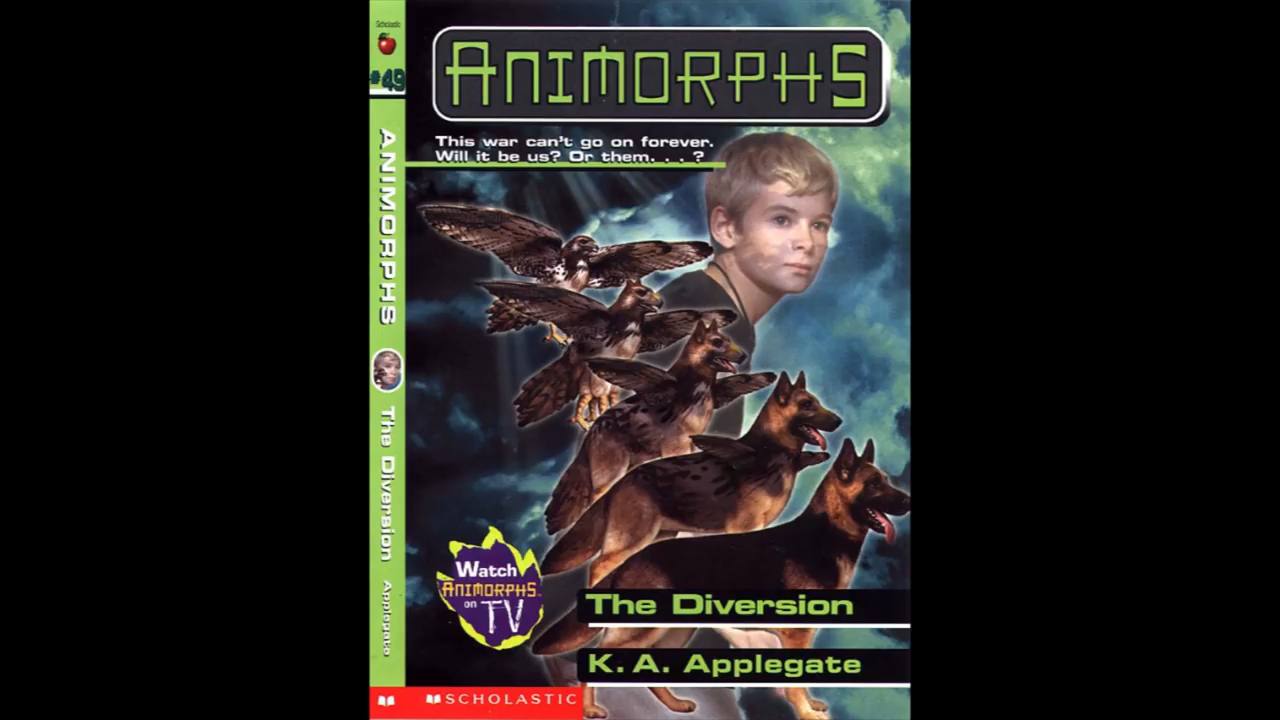 Scholastic
#49
ANIMORPHS
The Diversion
Applegate
ANIMORPHS
This war can't go on forever.
Will it be us? Or them. . . ?
Watch
ANIMORPHS
on TV
The Diversion
K. A. Applegate
SCHOLASTIC